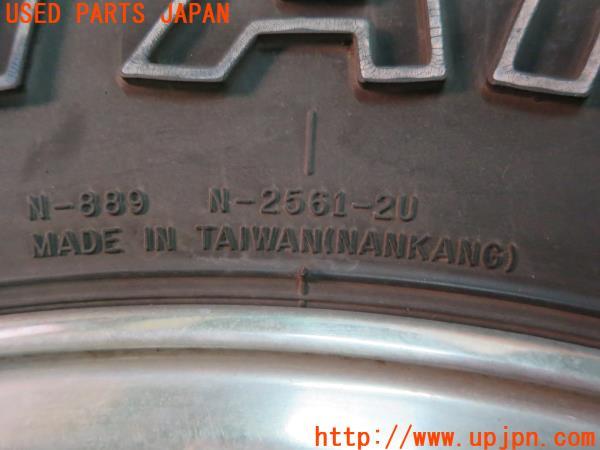 USED PARTS JAPAN
N-889 N-2561-2U
MADE IN TAIWAN(NANKANG)
http://www.upjpn.com